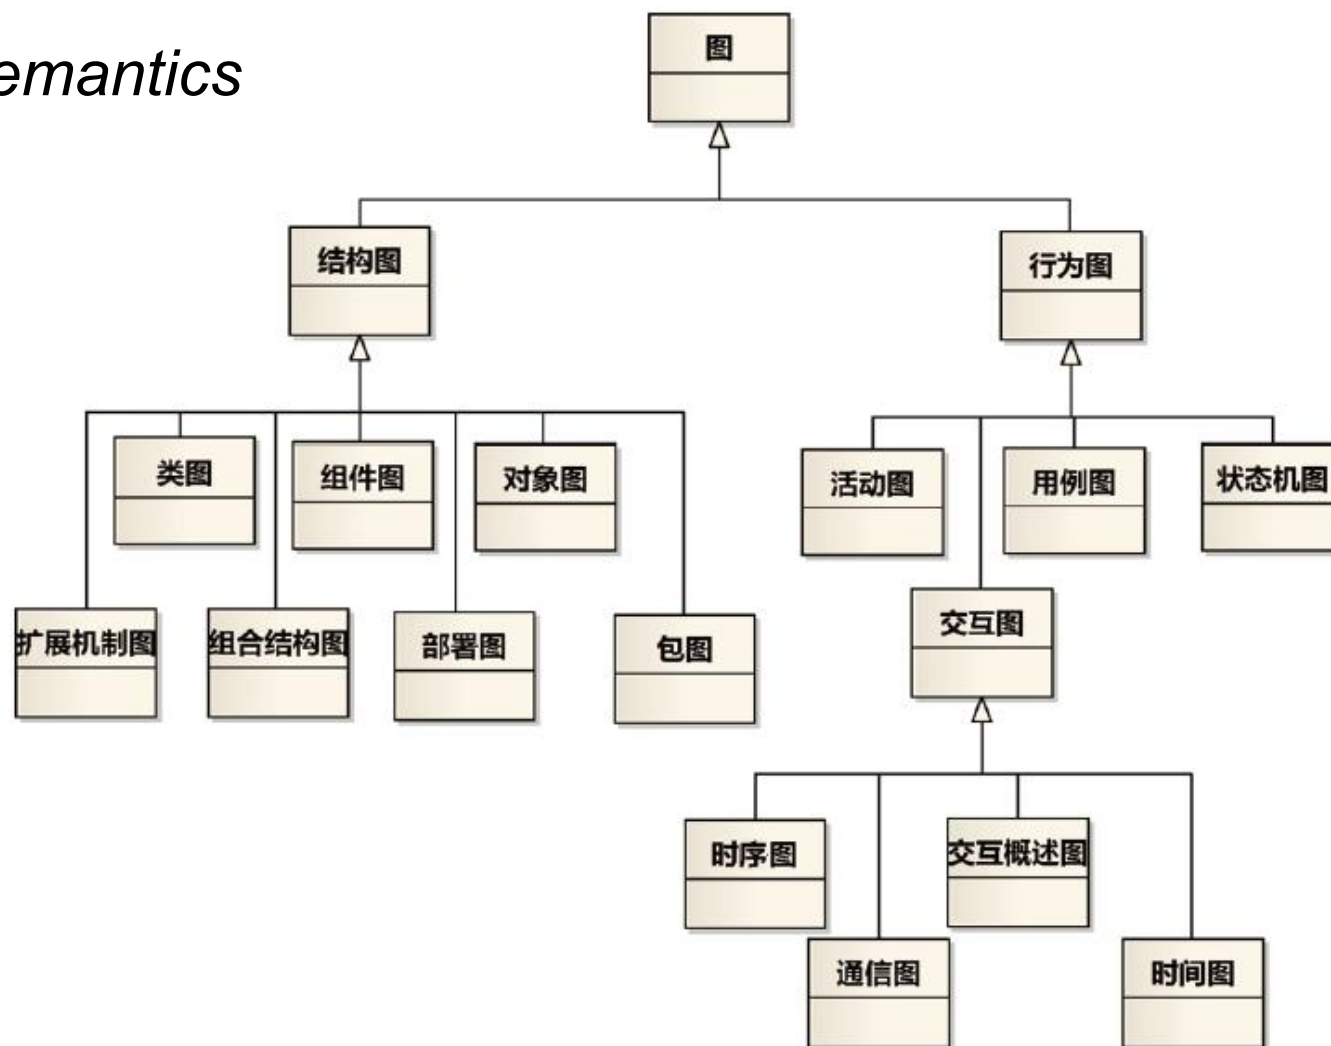 emantics
图
结构图
行为图
类图
组件图
对象图
活动图
用例图
状态机图
扩展机制图
组合结构图
部署图
包图
交互图
时序图
交互概述图
通信图
时间图